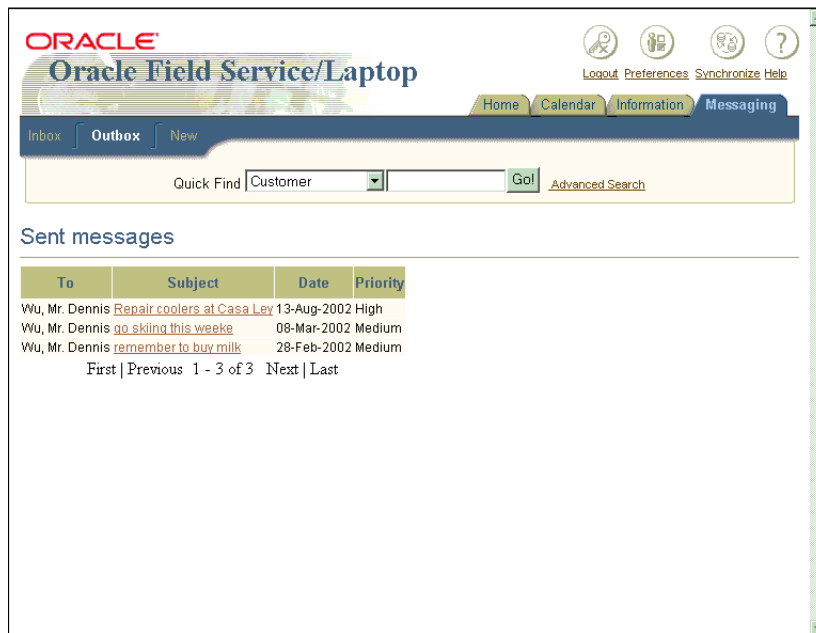 ORACLE
Oracle Field Service/Laptop
Logout Preferences Synchronize Help
Home Calendar Information Messaging
Inbox Outbox New
Quick Find Customer Go! Advanced Search
Sent messages
To Subject Date Priority
Wu, Mr. Dennis Repair coolers at Casa Ley 13-Aug-2002 High
Wu, Mr. Dennis go skiing this weeke 08-Mar-2002 Medium
Wu, Mr. Dennis remember to buy milk 28-Feb-2002 Medium
First | Previous 1 - 3 of 3 Next | Last